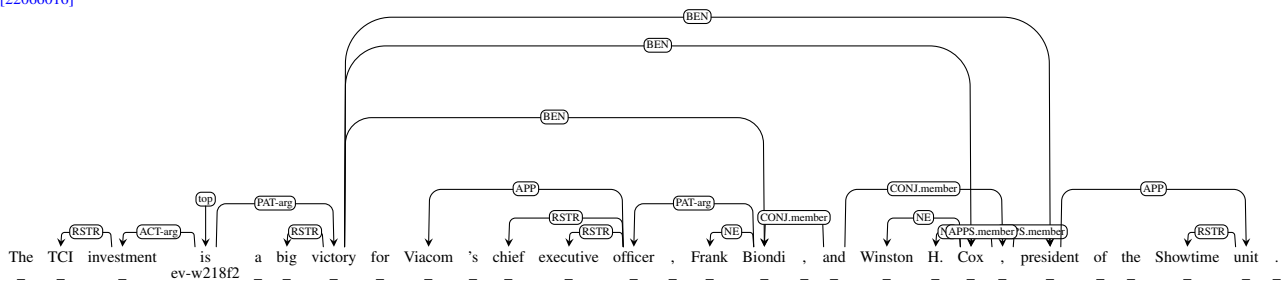 [22066016]
BEN
BEN
BEN
top
APP
CONJ.member
APP
PAT-arg
RSTR
PAT-arg
CONJ.member
NE
RSTR
ACT-arg
RSTR
RSTR
NE
APPS.member
S.member
RSTR
The TCI investment is a big victory for Viacom 's chief executive officer , Frank Biondi , and Winston H. Cox , president of the Showtime unit .
_ _ _ ev-w218f2 _ _ _ _ _ _ _ _ _ _ _ _ _ _ _ _ _ _ _ _ _ _ _ _